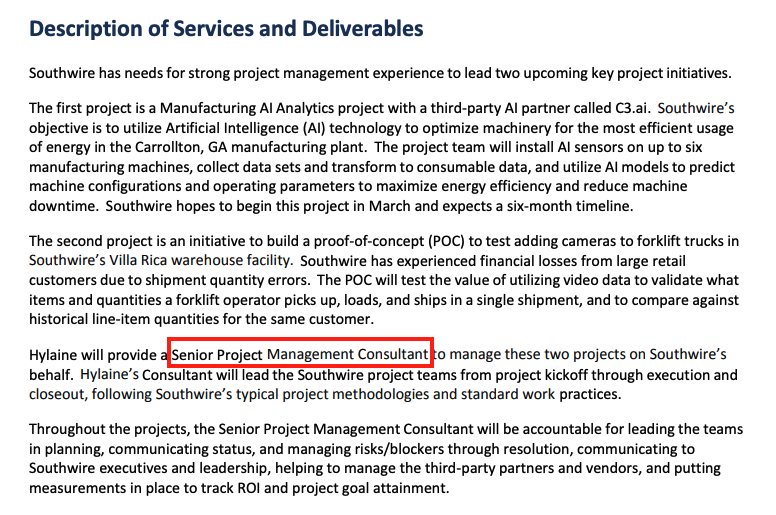 Description of Services and Deliverables
Southwire has needs for strong project management experience to lead two upcoming key project initiatives.
The first project is a Manufacturing AI Analytics project with a third-party AI partner called C3.ai.  Southwire’s
objective is to utilize Artificial Intelligence (AI) technology to optimize machinery for the most efficient usage
of energy in the Carrollton, GA manufacturing plant.  The project team will install AI sensors on up to six
manufacturing machines, collect data sets and transform to consumable data, and utilize AI models to predict
machine configurations and operating parameters to maximize energy efficiency and reduce machine
downtime.  Southwire hopes to begin this project in March and expects a six-month timeline.
The second project is an initiative to build a proof-of-concept (POC) to test adding cameras to forklift trucks in
Southwire’s Villa Rica warehouse facility.  Southwire has experienced financial losses from large retail
customers due to shipment quantity errors.  The POC will test the value of utilizing video data to validate what
items and quantities a forklift operator picks up, loads, and ships in a single shipment, and to compare against
historical line-item quantities for the same customer.
Hylaine will provide a Senior Project Management Consultant to manage these two projects on Southwire’s
behalf.  Hylaine’s Consultant will lead the Southwire project teams from project kickoff through execution and
closeout, following Southwire’s typical project methodologies and standard work practices.
Throughout the projects, the Senior Project Management Consultant will be accountable for leading the teams
in planning, communicating status, and managing risks/blockers through resolution, communicating to
Southwire executives and leadership, helping to manage the third-party partners and vendors, and putting
measurements in place to track ROI and project goal attainment.